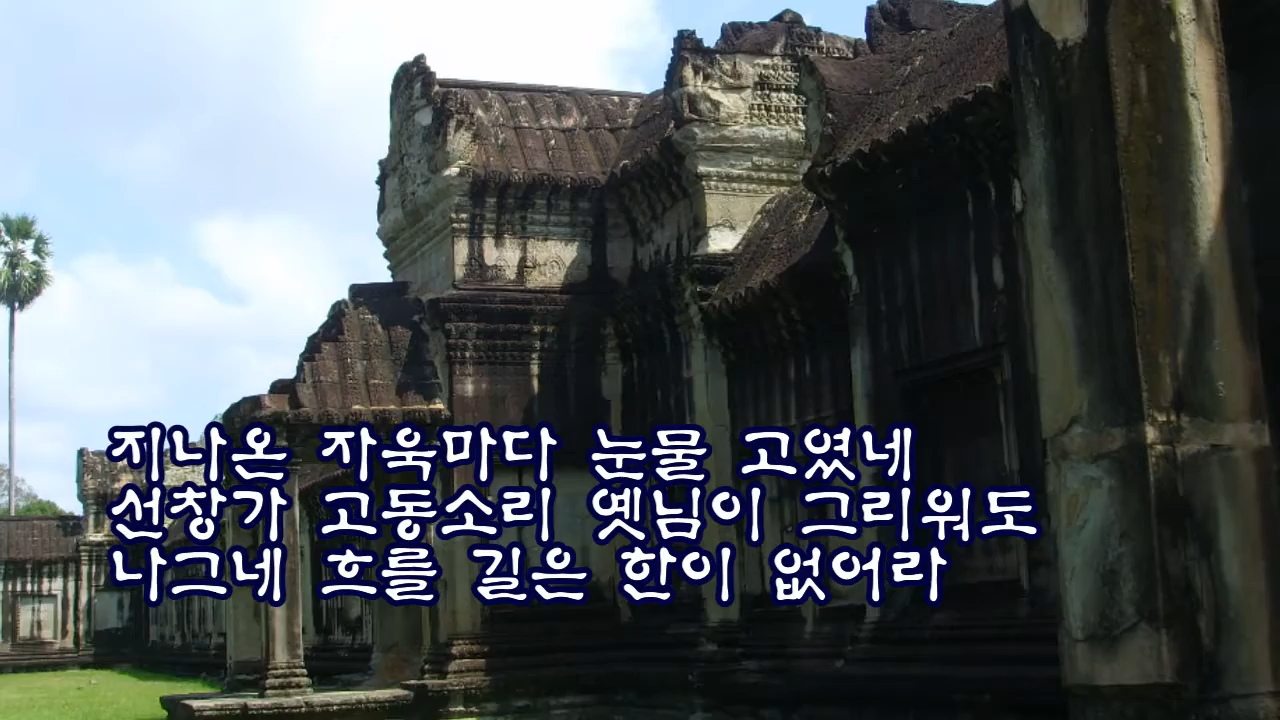 지나온 자욱마다 눈물 고였네
선창가 고동소리 옛님이 그리워도
나그네 흐를 길은 한이 없어라